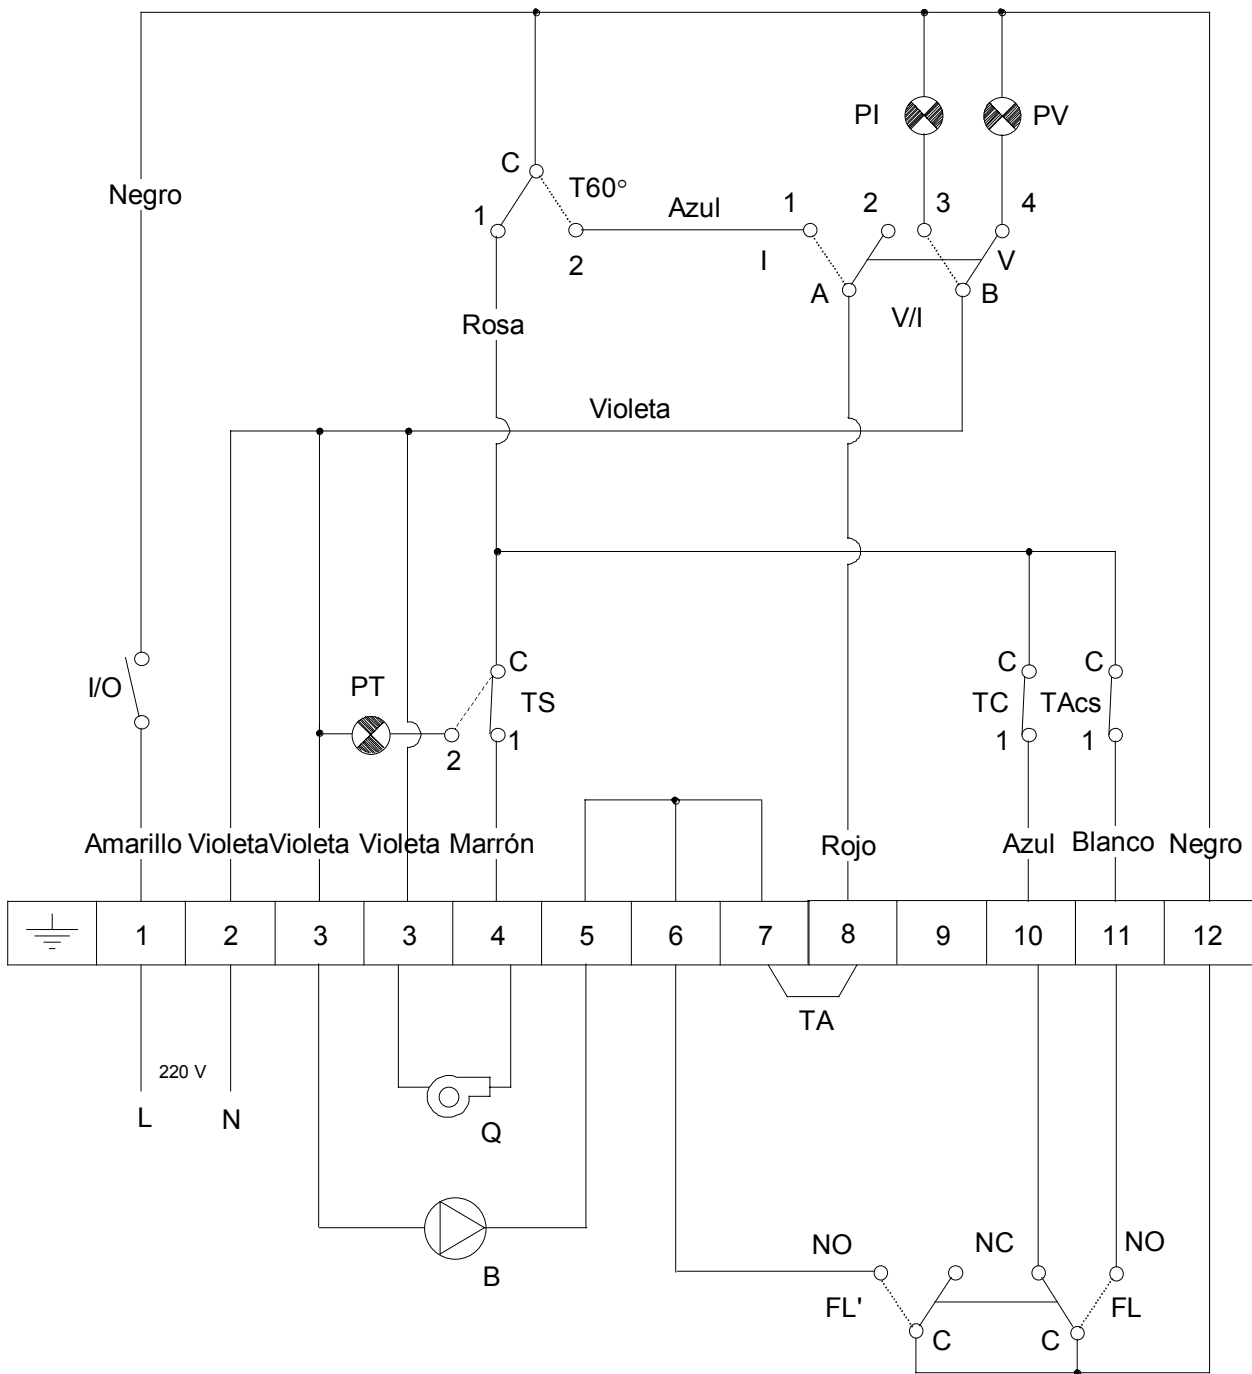 PI PV
C
Negro T60°
1 Azul 1 2 3 4
2 I V
A B
V/I
Rosa
Violeta
C C C
I/O PT TS TC TAcs
2 1 1 1
Amarillo Violeta Violeta Violeta Marrón Rojo Azul Blanco Negro
1 2 3 3 4 5 6 7 8 9 10 11 12
TA
220 V
L N
Q
NO NC NO
B
FL' FL
C C